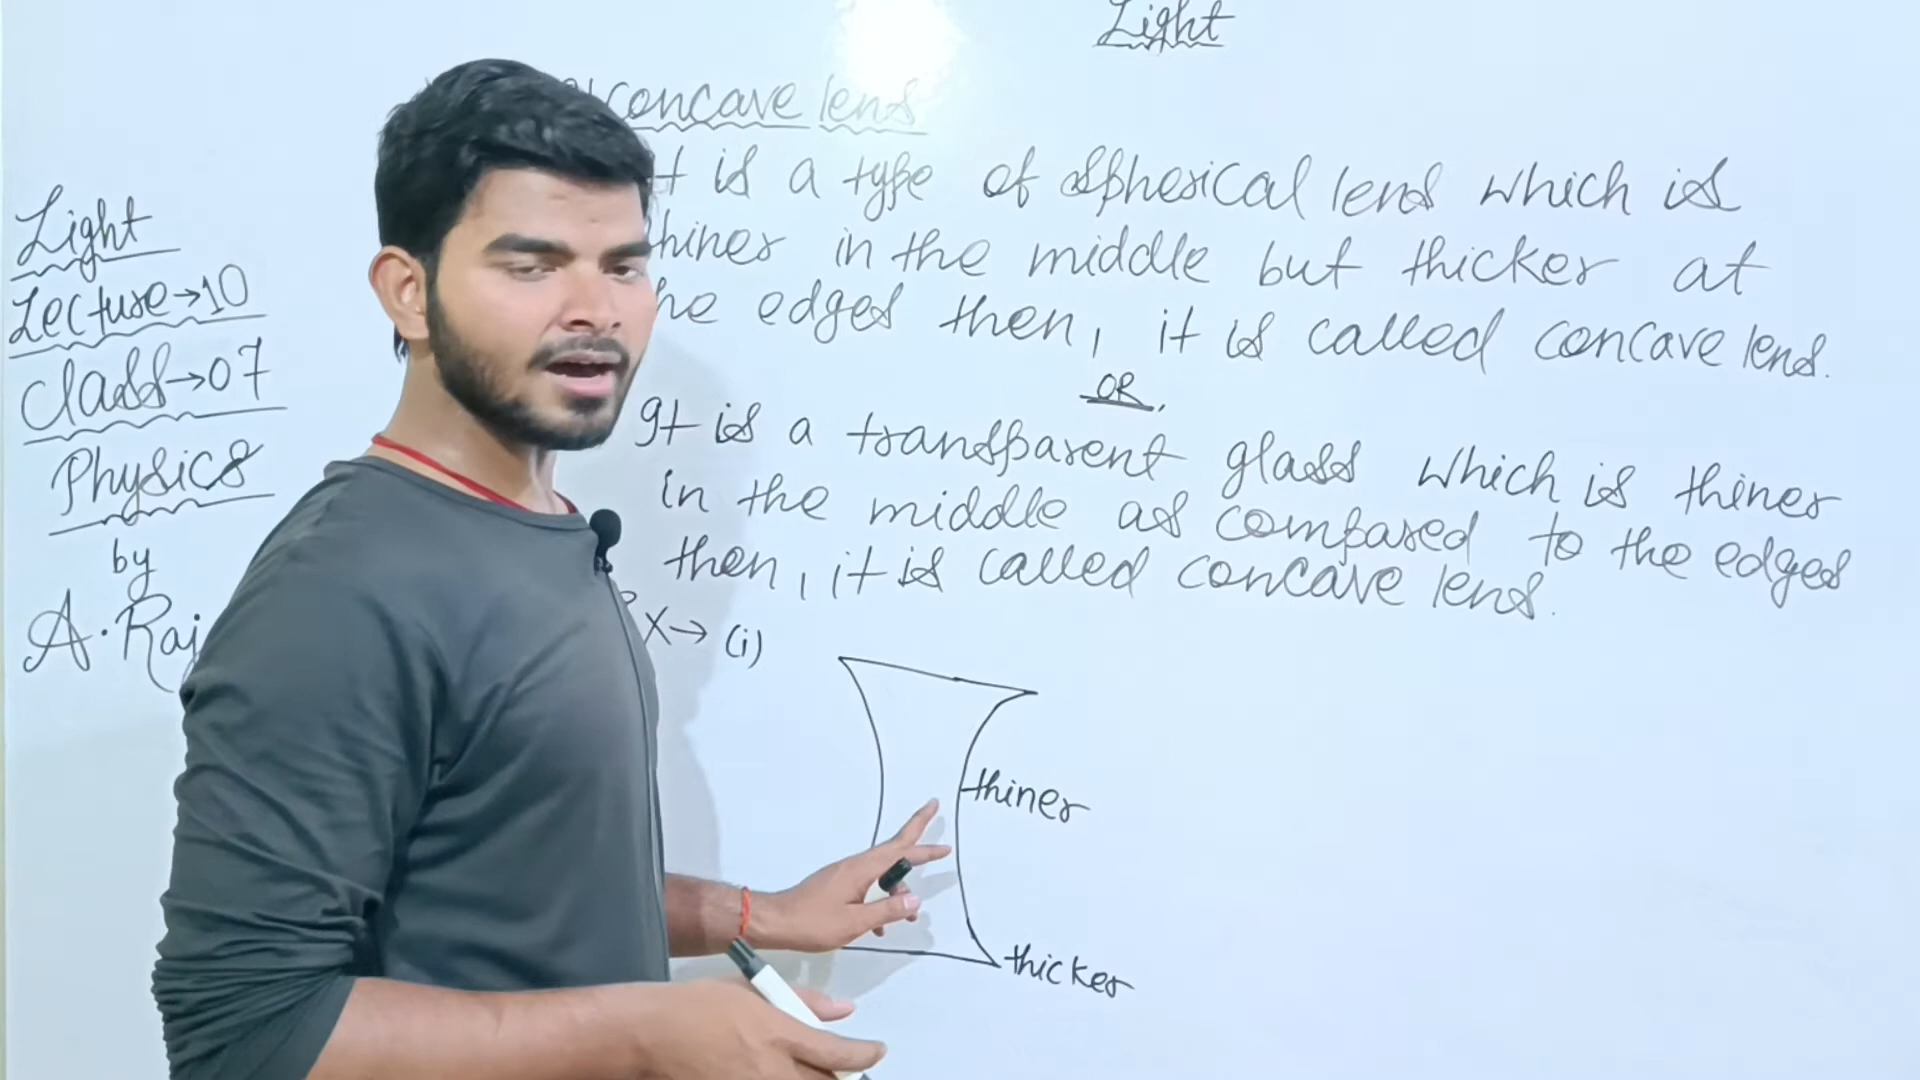 Light
concave lens
It is a type of spherical lens which is
thiner in the middle but thicker at
the edges then, it is called concave lens.
OR,
It is a transparent glass which is thiner
in the middle as compared to the edges
then, it is called concave lens.
Ex→ (i)
thiner
thicker
Light
Lecture→10
Class→07
Physics
by
A. Raj